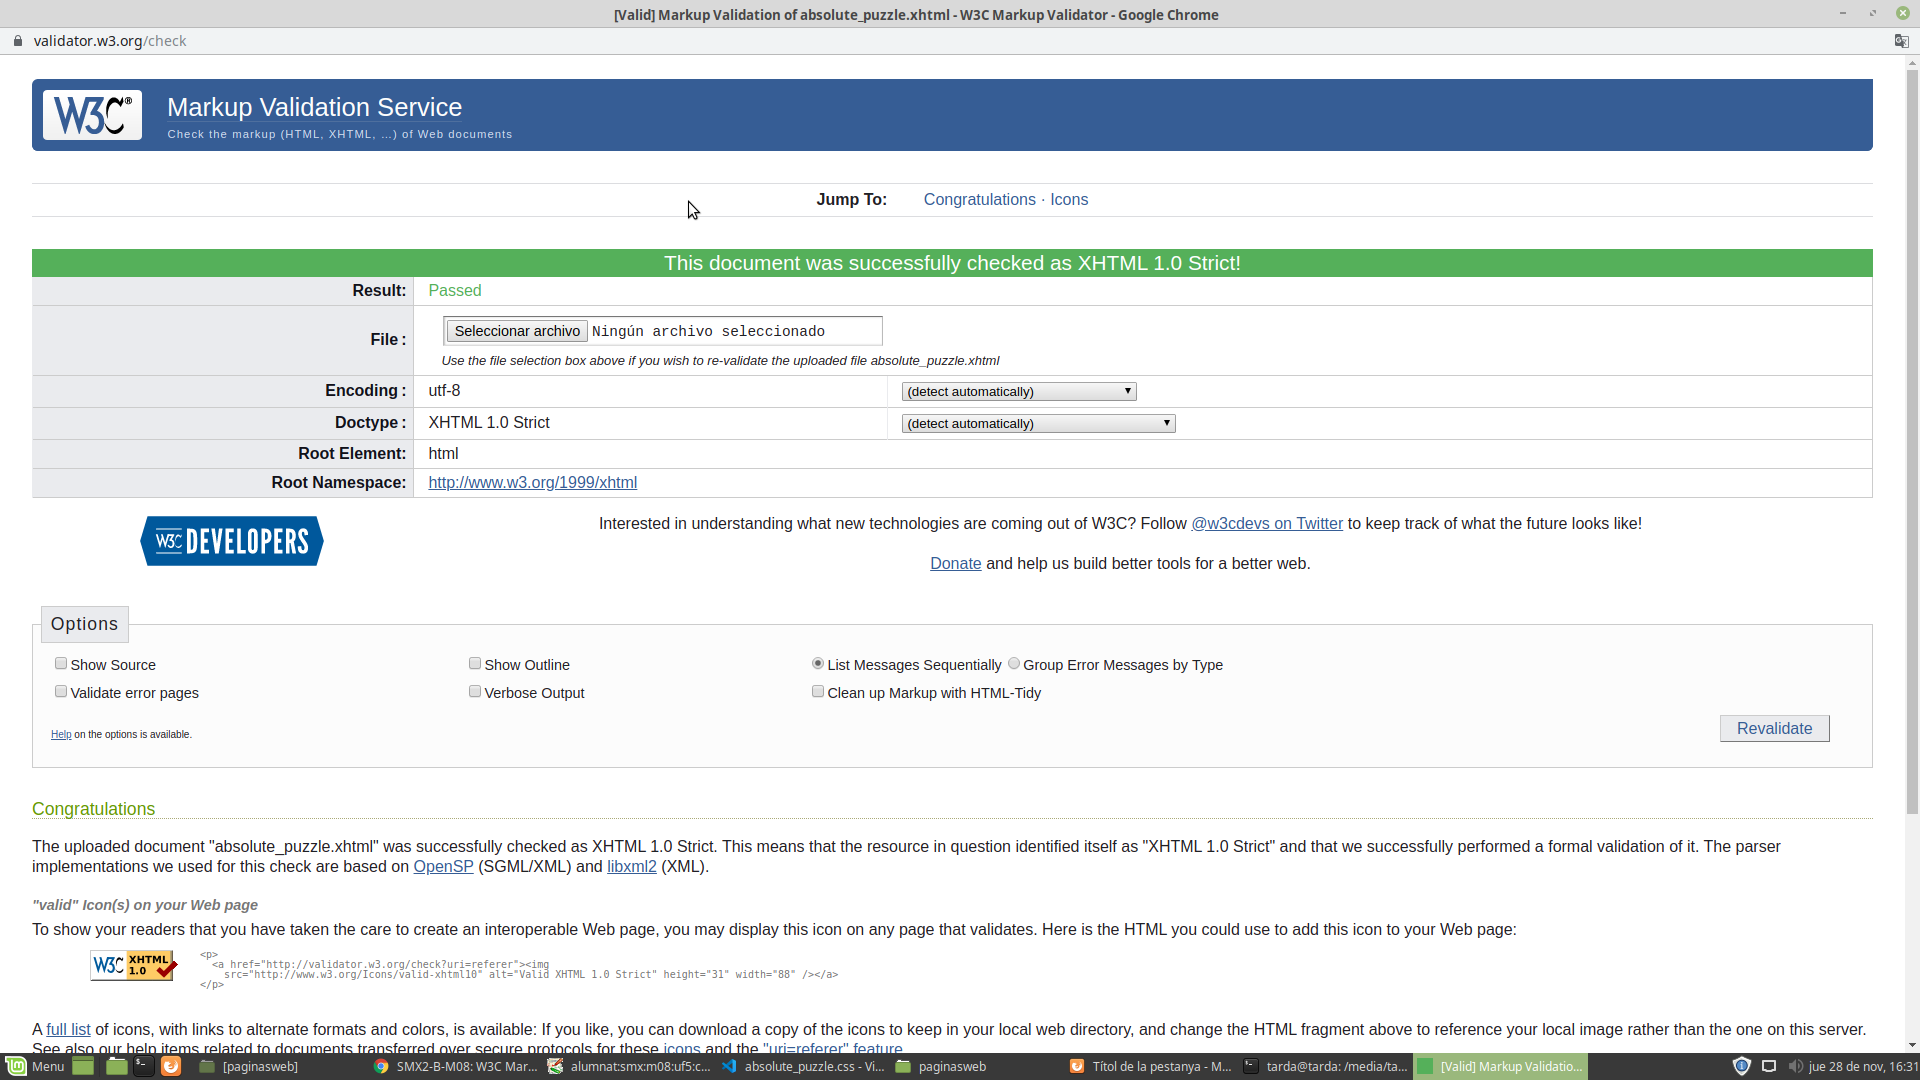 [Valid] Markup Validation of absolute_puzzle.xhtml - W3C Markup Validator - Google Chrome
validator.w3.org/check
W3C®
Markup Validation Service
Check the markup (HTML, XHTML, …) of Web documents
Jump To: Congratulations · Icons
This document was successfully checked as XHTML 1.0 Strict!
Result: Passed
File : Seleccionar archivo Ningún archivo seleccionado
Use the file selection box above if you wish to re-validate the uploaded file absolute_puzzle.xhtml
Encoding : utf-8 (detect automatically)
Doctype : XHTML 1.0 Strict (detect automatically)
Root Element: html
Root Namespace: http://www.w3.org/1999/xhtml
W3C DEVELOPERS
Interested in understanding what new technologies are coming out of W3C? Follow @w3cdevs on Twitter to keep track of what the future looks like!
Donate and help us build better tools for a better web.
Options
Show Source Show Outline List Messages Sequentially Group Error Messages by Type
Validate error pages Verbose Output Clean up Markup with HTML-Tidy
Help on the options is available.
Revalidate
Congratulations
The uploaded document "absolute_puzzle.xhtml" was successfully checked as XHTML 1.0 Strict. This means that the resource in question identified itself as "XHTML 1.0 Strict" and that we successfully performed a formal validation of it. The parser
implementations we used for this check are based on OpenSP (SGML/XML) and libxml2 (XML).
"valid" Icon(s) on your Web page
To show your readers that you have taken the care to create an interoperable Web page, you may display this icon on any page that validates. Here is the HTML you could use to add this icon to your Web page:
W3C XHTML 1.0
<p>
<a href="http://validator.w3.org/check?uri=referer"><img
src="http://www.w3.org/Icons/valid-xhtml10" alt="Valid XHTML 1.0 Strict" height="31" width="88" /></a>
</p>
A full list of icons, with links to alternate formats and colors, is available: If you like, you can download a copy of the icons to keep in your local web directory, and change the HTML fragment above to reference your local image rather than the one on this server.
See also our help items related to documents transferred over secure protocols for these icons and the "uri=referer" feature
Menu [paginasweb] SMX2-B-M08: W3C Mar... alumnat:smx:m08:uf5:c... absolute_puzzle.css - Vi... paginasweb Títol de la pestanya - M... tarda@tarda: /media/ta... [Valid] Markup Validatio... jue 28 de nov, 16:31